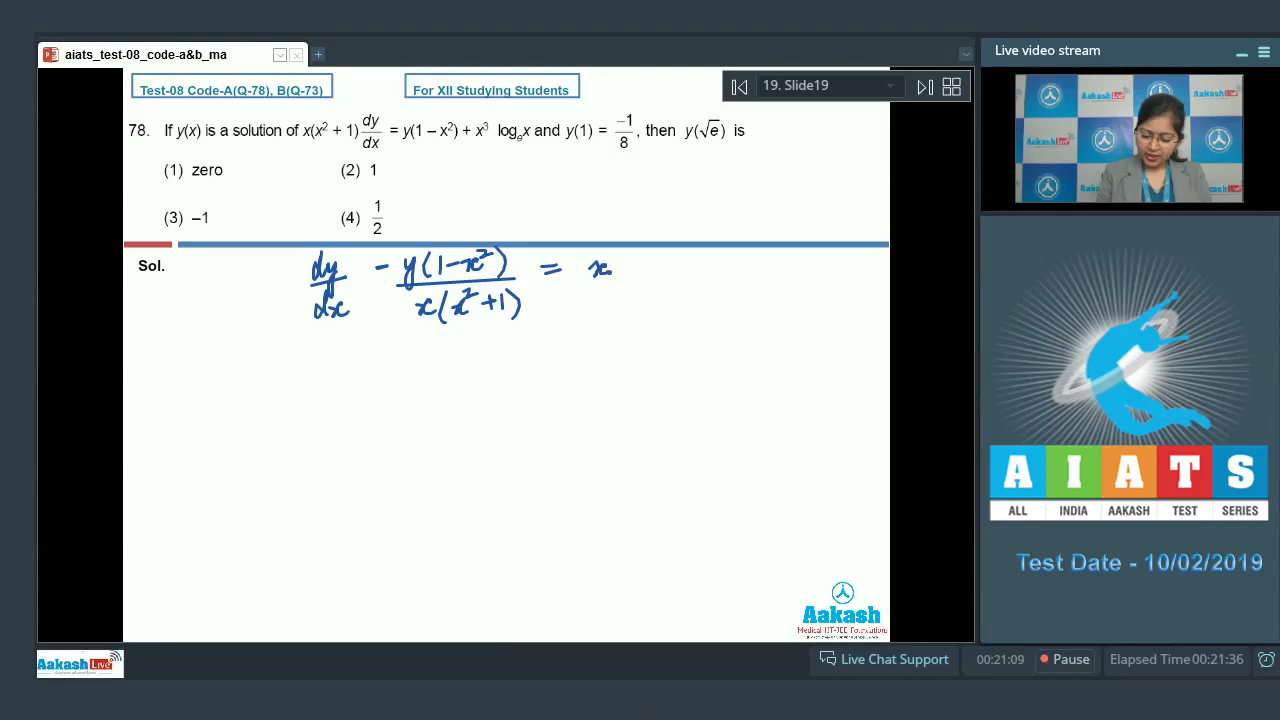 aiats_test-08_code-a&b_ma
Live video stream
Test-08 Code-A(Q-78), B(Q-73)
For XII Studying Students
19. Slide19
78. If y(x) is a solution of x(x² + 1) dy/dx = y(1 – x²) + x³ logₑx and y(1) = –1/8, then y(√e) is
(1) zero (2) 1
(3) –1 (4) 1/2
Sol. dy/dx - y(1-x²)/x(x²+1) = x
A I A T S
ALL INDIA AAKASH TEST SERIES
Test Date - 10/02/2019
Aakash
Medical|IIT-JEE|Foundations
Aakash Live
Live Chat Support
00:21:09
Pause
Elapsed Time 00:21:36